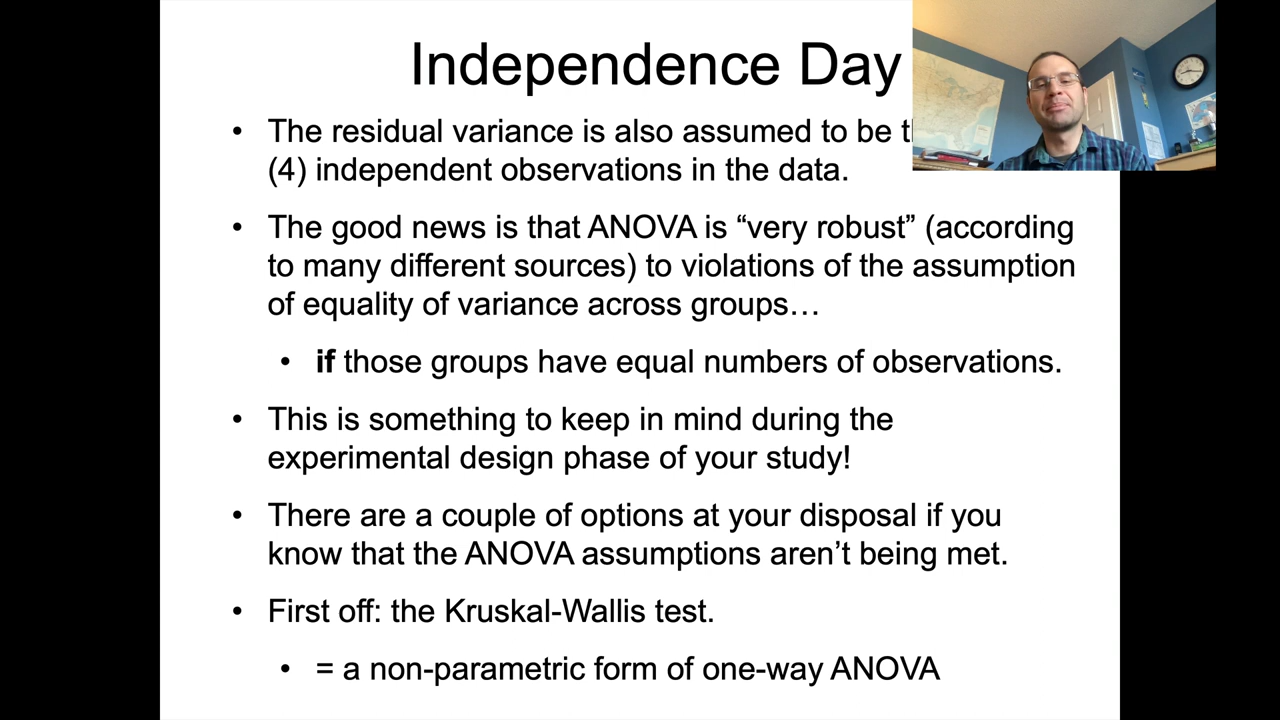 Independence Day
• The residual variance is also assumed to be
(4) independent observations in the data.
• The good news is that ANOVA is “very robust” (according
to many different sources) to violations of the assumption
of equality of variance across groups…
• if those groups have equal numbers of observations.
• This is something to keep in mind during the
experimental design phase of your study!
• There are a couple of options at your disposal if you
know that the ANOVA assumptions aren’t being met.
• First off: the Kruskal-Wallis test.
• = a non-parametric form of one-way ANOVA